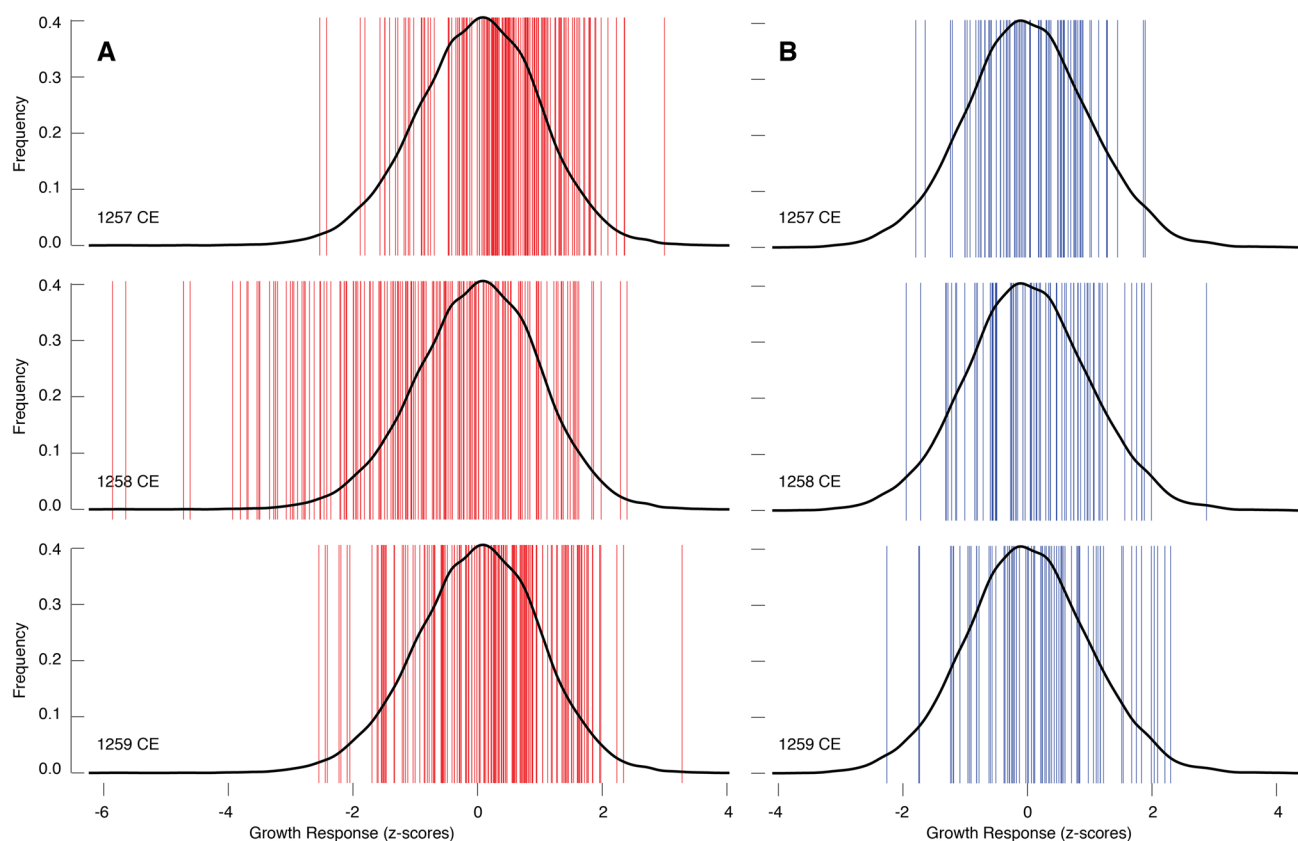 A
B
Frequency
0.4
0.3
0.2
0.1
0.0
1257 CE
1257 CE
Frequency
0.4
0.3
0.2
0.1
0.0
1258 CE
1258 CE
Frequency
0.4
0.3
0.2
0.1
0.0
1259 CE
1259 CE
-6 -4 -2 0 2 4
-4 -2 0 2 4
Growth Response (z-scores)
Growth Response (z-scores)